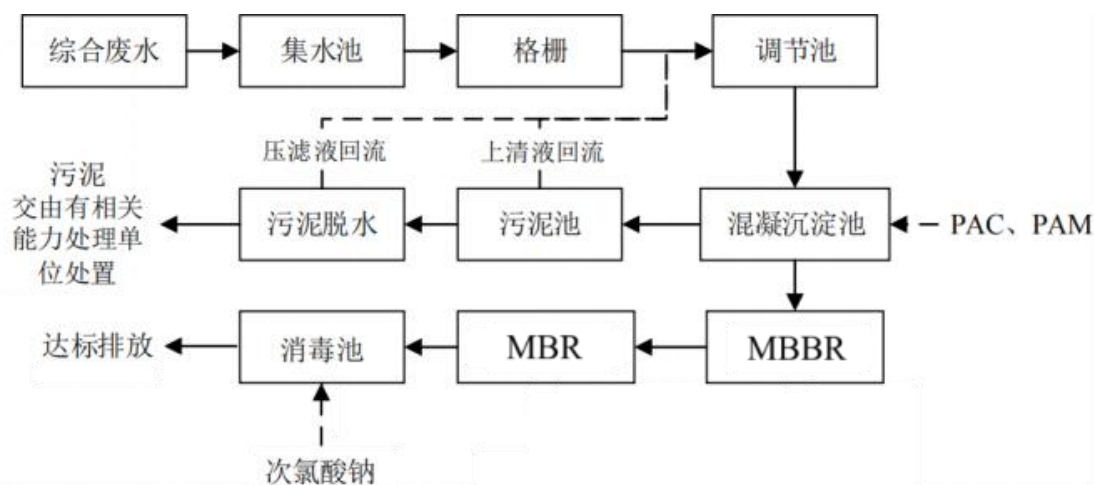 综合废水
集水池
格栅
调节池
压滤液回流
上清液回流
污泥
交由有相关
能力处理单
位处置
污泥脱水
污泥池
混凝沉淀池
PAC、PAM
达标排放
消毒池
MBR
MBBR
次氯酸钠